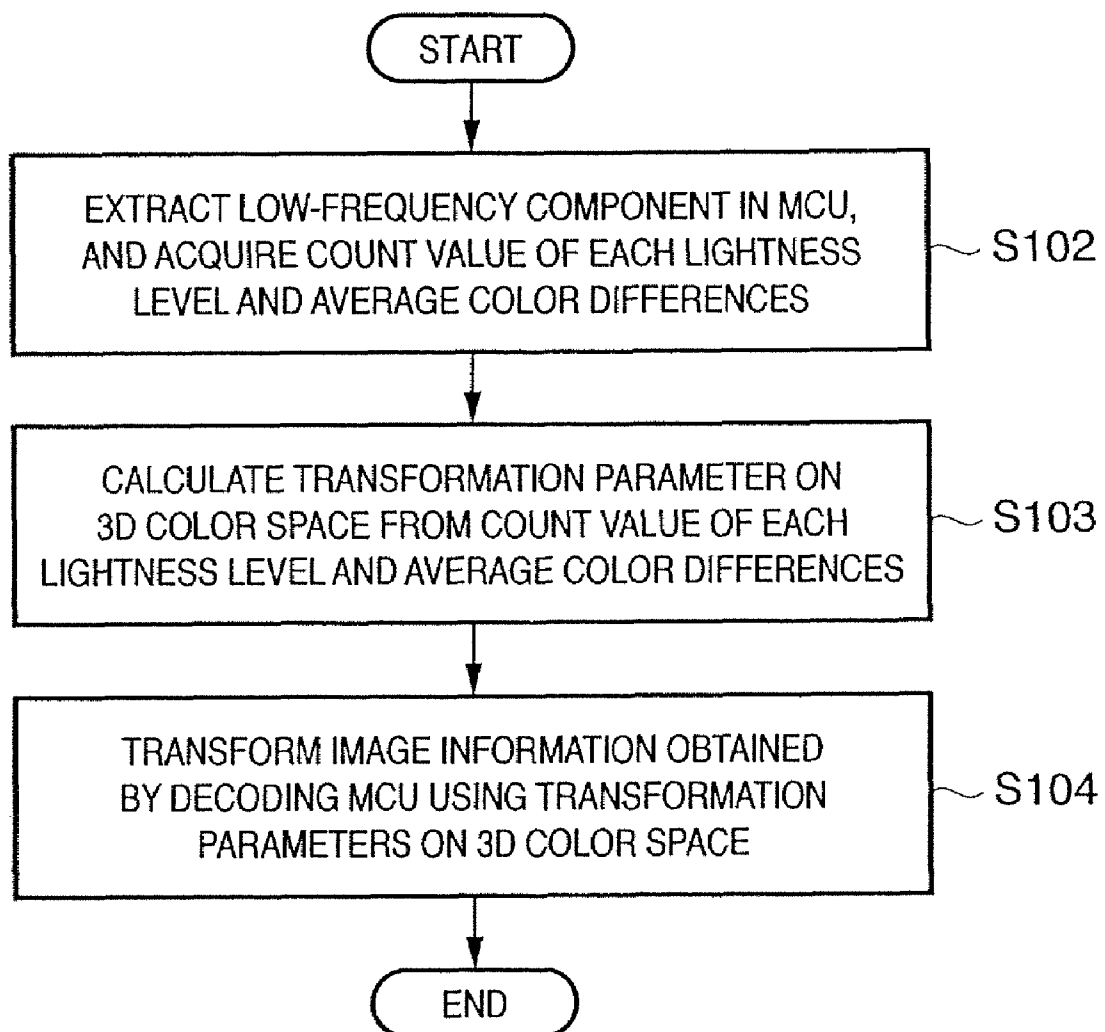 START
EXTRACT LOW-FREQUENCY COMPONENT IN MCU,
AND ACQUIRE COUNT VALUE OF EACH LIGHTNESS
LEVEL AND AVERAGE COLOR DIFFERENCES
S102
CALCULATE TRANSFORMATION PARAMETER ON
3D COLOR SPACE FROM COUNT VALUE OF EACH
LIGHTNESS LEVEL AND AVERAGE COLOR DIFFERENCES
S103
TRANSFORM IMAGE INFORMATION OBTAINED
BY DECODING MCU USING TRANSFORMATION
PARAMETERS ON 3D COLOR SPACE
S104
END